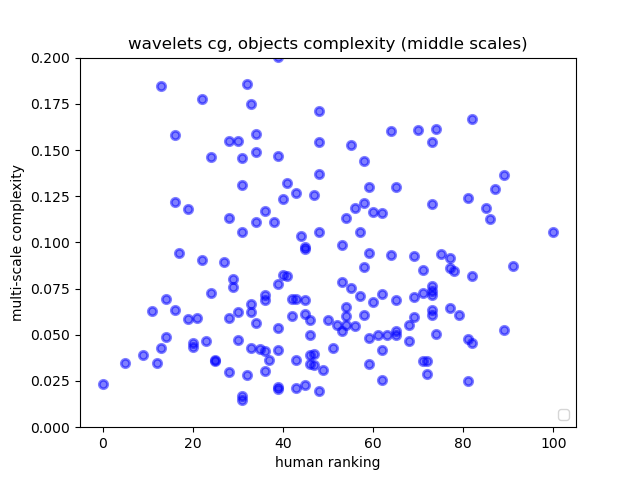 wavelets cg, objects complexity (middle scales)
0.200
0.175
0.150
0.125
0.100
0.075
0.050
0.025
0.000
multi-scale complexity
0 20 40 60 80 100
human ranking